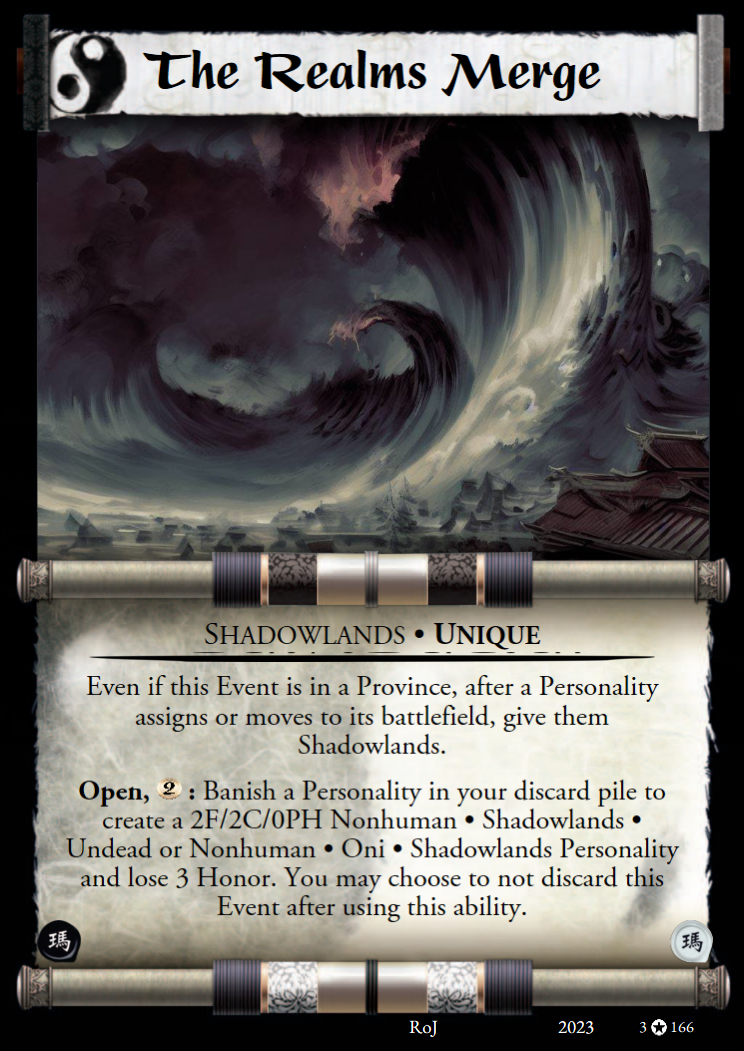 The Realms Merge
SHADOWLANDS • UNIQUE
Even if this Event is in a Province, after a Personality
assigns or moves to its battlefield, give them
Shadowlands.
Open, 2 : Banish a Personality in your discard pile to
create a 2F/2C/0PH Nonhuman • Shadowlands •
Undead or Nonhuman • Oni • Shadowlands Personality
and lose 3 Honor. You may choose to not discard this
Event after using this ability.
瑪 瑪
RoJ 2023 3 ✪ 166